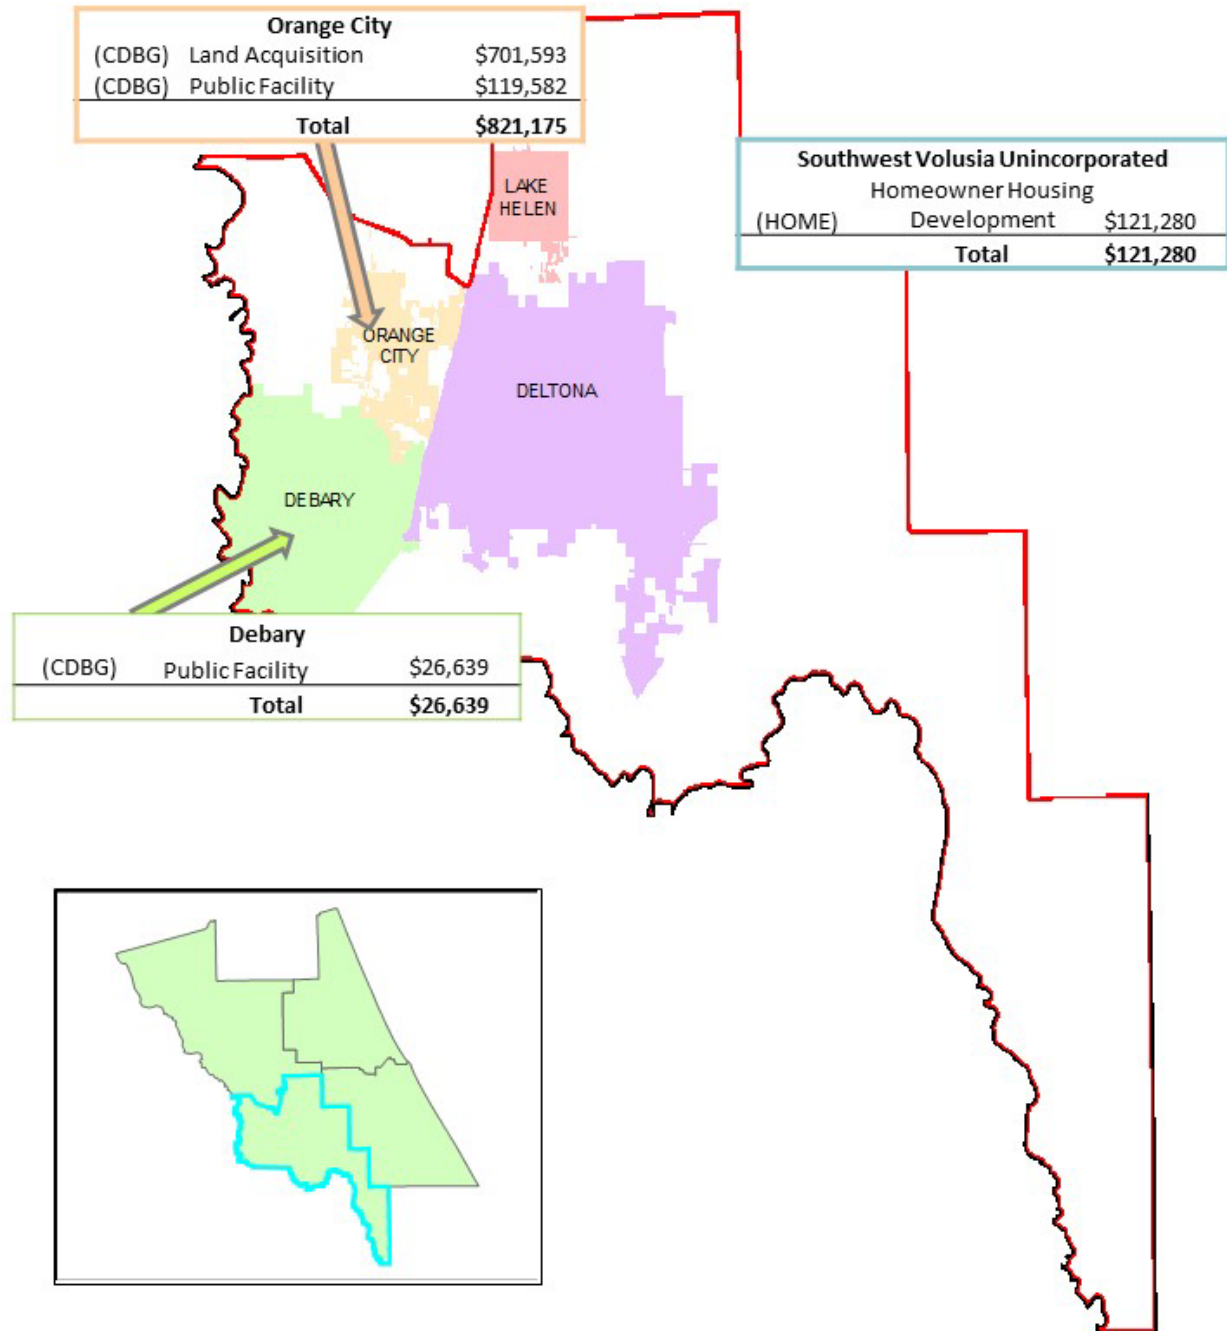 Orange City
(CDBG) Land Acquisition $701,593
(CDBG) Public Facility $119,582
Total $821,175
Southwest Volusia Unincorporated
Homeowner Housing
(HOME) Development $121,280
Total $121,280
LAKE
HELEN
ORANGE
CITY
DELTONA
DEBARY
Debary
(CDBG) Public Facility $26,639
Total $26,639